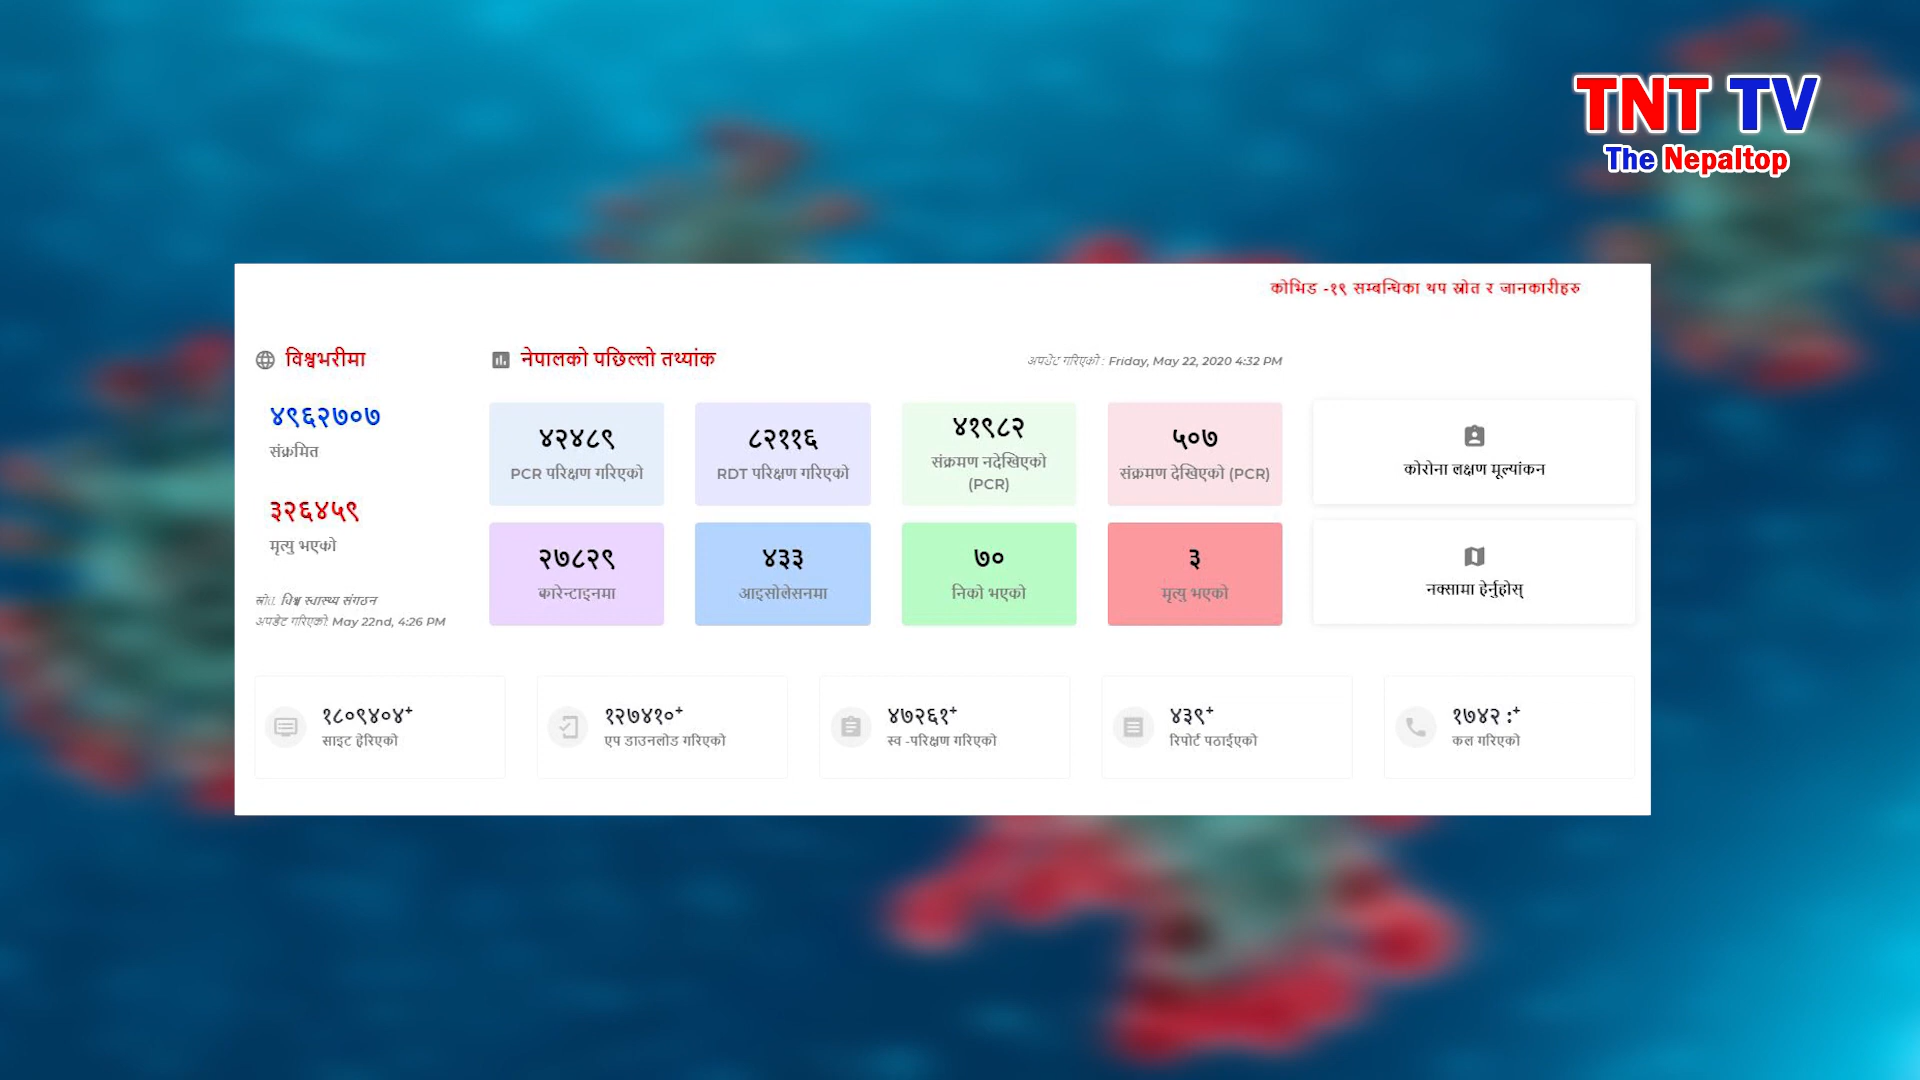 TNT TV
The Nepaltop
कोभिड -१९ सम्बन्धिका थप स्रोत र जानकारीहरु
विश्वभरीमा
नेपालको पछिल्लो तथ्यांक
अपडेट गरिएको : Friday, May 22, 2020 4:32 PM
४९६२७०७
संक्रमित
३२६४५९
मृत्यु भएको
स्रोत. विश्व स्वास्थ्य संगठन
अपडेट गरिएको: May 22nd, 4:26 PM
४२४८९
PCR परिक्षण गरिएको
८२११६
RDT परिक्षण गरिएको
४१९८२
संक्रमण नदेखिएको
(PCR)
५०७
संक्रमण देखिएको (PCR)
कोरोना लक्षण मूल्यांकन
२७८२९
कारेन्टाइनमा
४३३
आइसोलेसनमा
७०
निको भएको
३
मृत्यु भएको
नक्सामा हेर्नुहोस्
१८०९४०४+
साइट हेरिएको
१२७४१०+
एप डाउनलोड गरिएको
४७२६१+
स्व -परिक्षण गरिएको
४३९+
रिपोर्ट पठाईएको
१७४२ :+
कल गरिएको